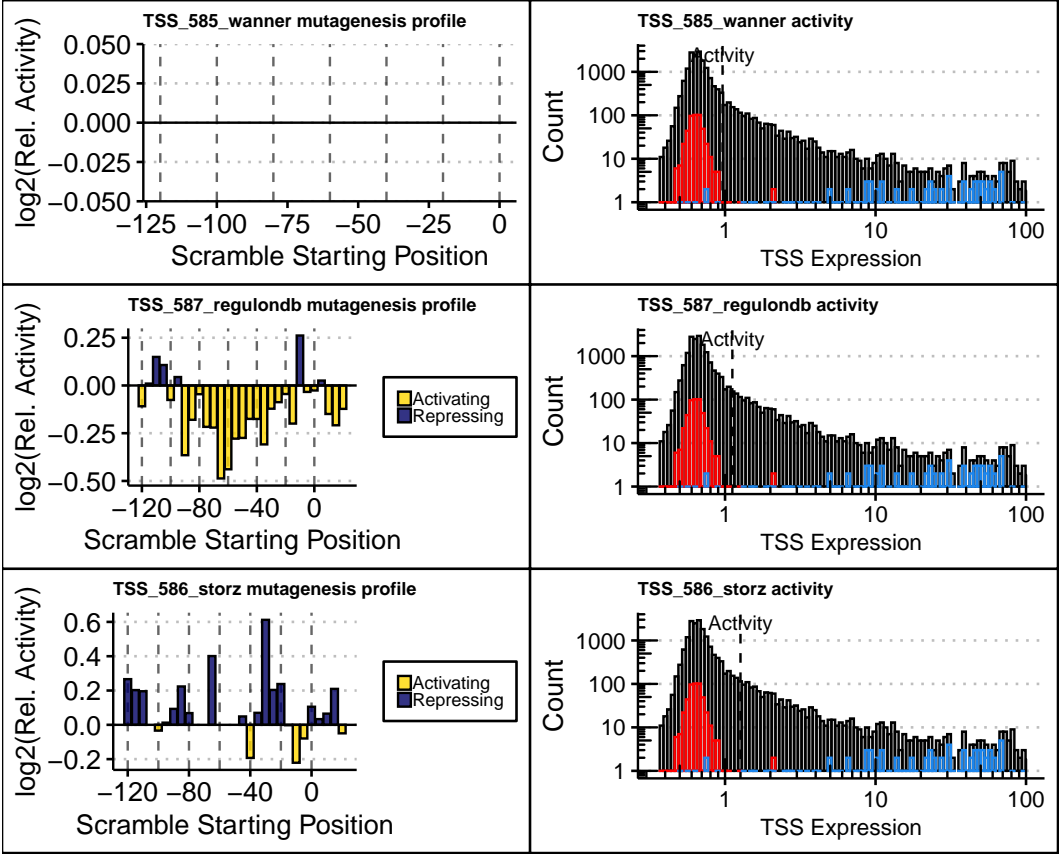 TSS_585_wanner mutagenesis profile
log2(Rel. Activity)
0.050
0.025
0.000
−0.025
−0.050
−125 −100 −75 −50 −25 0
Scramble Starting Position
TSS_585_wanner activity
Activity
Count
1000
100
10
1
1 10 100
TSS Expression
TSS_587_regulondb mutagenesis profile
log2(Rel. Activity)
0.25
0.00
−0.25
−0.50
−120 −80 −40 0
Scramble Starting Position
Activating
Repressing
TSS_587_regulondb activity
Activity
Count
1000
100
10
1
1 10 100
TSS Expression
TSS_586_storz mutagenesis profile
log2(Rel. Activity)
0.6
0.4
0.2
0.0
−0.2
−120 −80 −40 0
Scramble Starting Position
Activating
Repressing
TSS_586_storz activity
Activity
Count
1000
100
10
1
1 10 100
TSS Expression